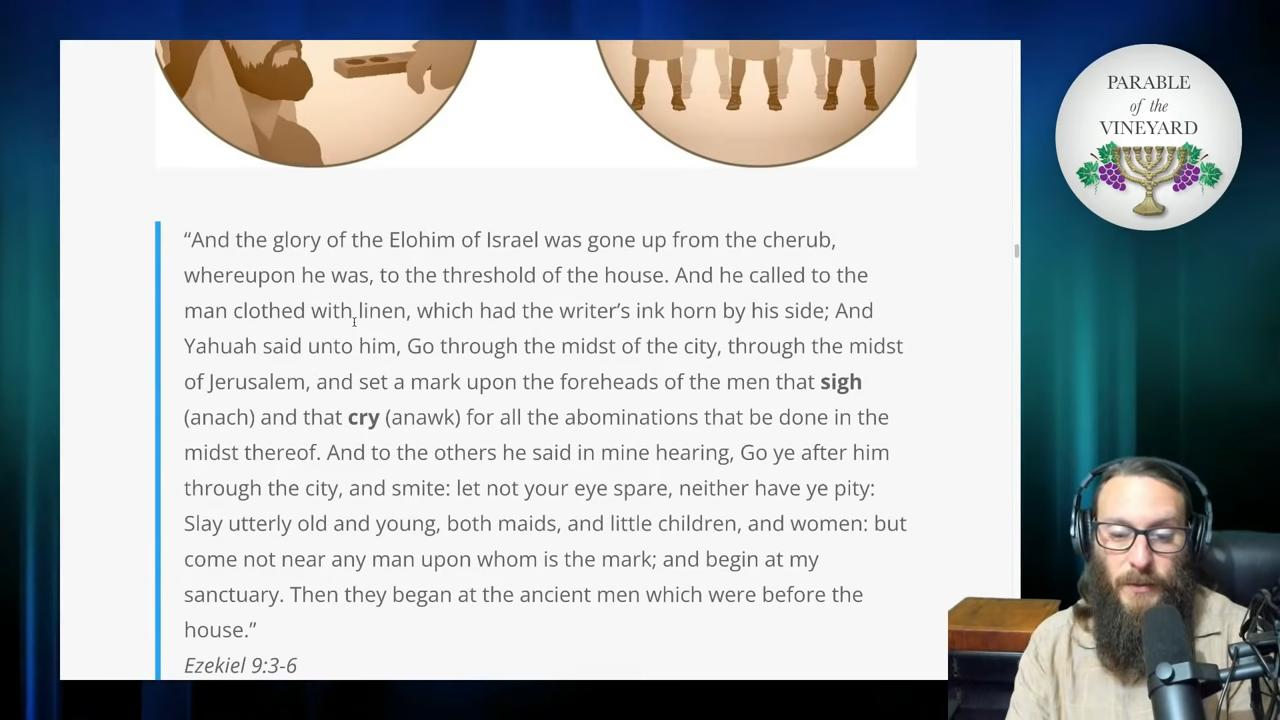 PARABLE
of the
VINEYARD
“And the glory of the Elohim of Israel was gone up from the cherub,
whereupon he was, to the threshold of the house. And he called to the
man clothed with linen, which had the writer’s ink horn by his side; And
Yahuah said unto him, Go through the midst of the city, through the midst
of Jerusalem, and set a mark upon the foreheads of the men that sigh
(anach) and that cry (anawk) for all the abominations that be done in the
midst thereof. And to the others he said in mine hearing, Go ye after him
through the city, and smite: let not your eye spare, neither have ye pity:
Slay utterly old and young, both maids, and little children, and women: but
come not near any man upon whom is the mark; and begin at my
sanctuary. Then they began at the ancient men which were before the
house.”
Ezekiel 9:3-6